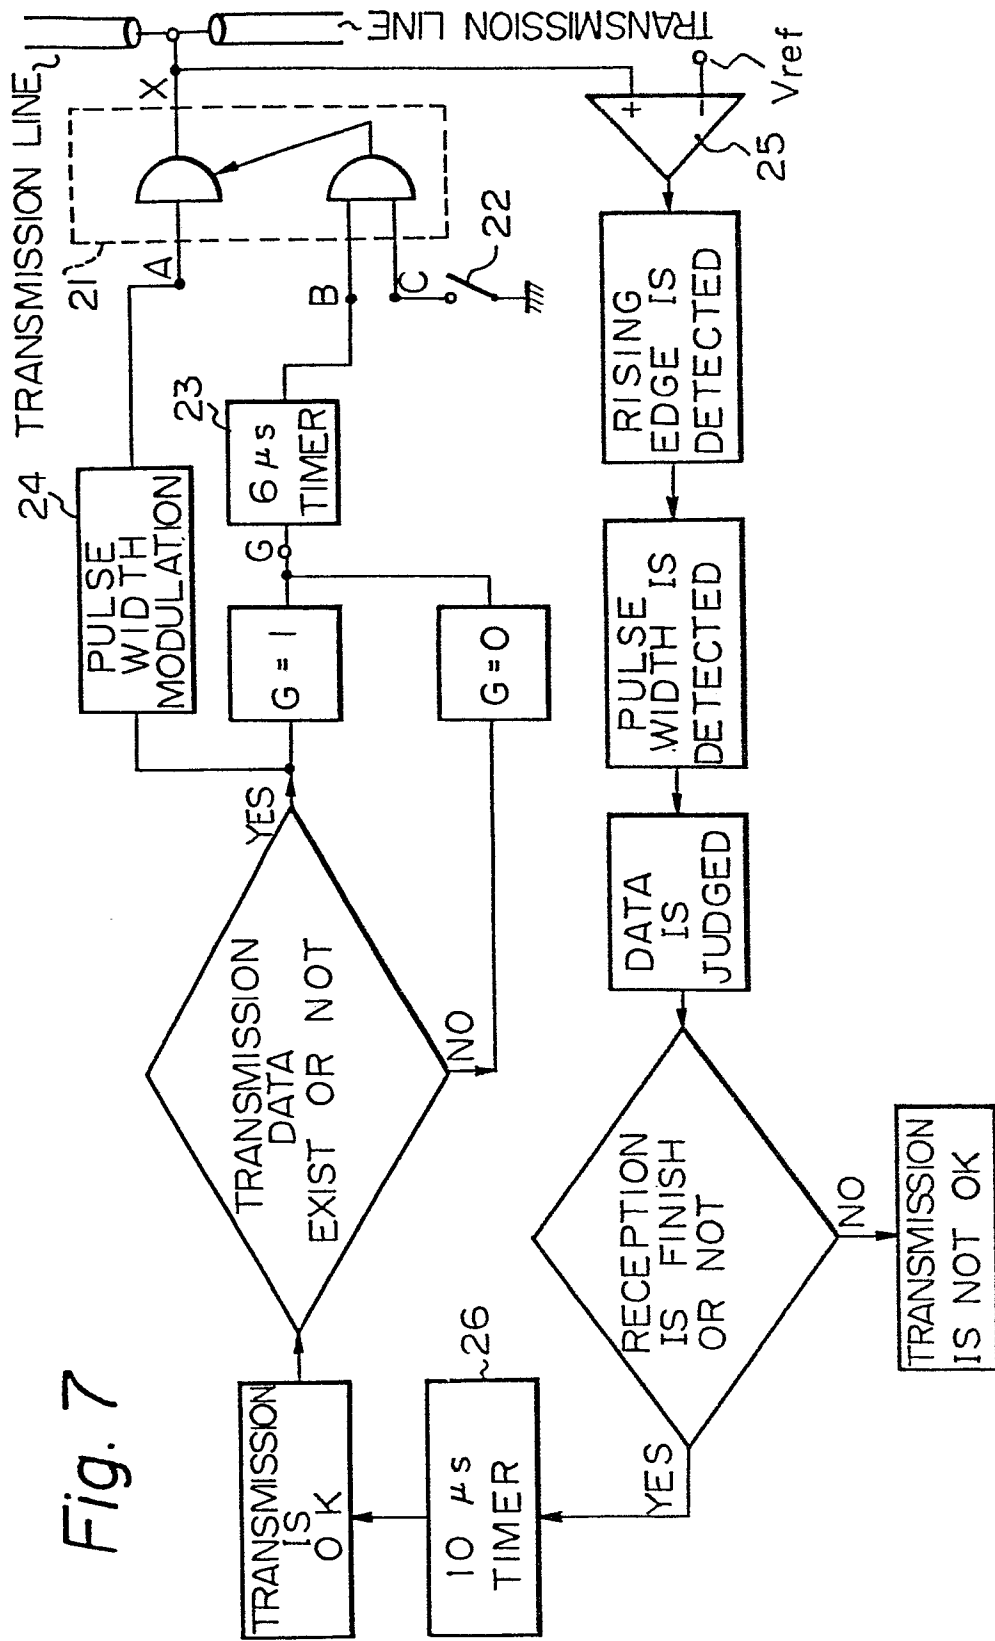 Fig. 7
TRANSMISSION
IS
OK
10 μs
TIMER
26
TRANSMISSION
DATA
EXIST OR NOT
YES
NO
24
PULSE
WIDTH
MODULATION
G = 1
G = 0
G
23
6 μs
TIMER
TRANSMISSION LINE
21
A
B
C
X
22
TRANSMISSION LINE
+
−
Vref
25
RISING
EDGE IS
DETECTED
PULSE
WIDTH IS
DETECTED
DATA
IS
JUDGED
RECEPTION
IS FINISH
OR NOT
YES
NO
TRANSMISSION
IS NOT OK